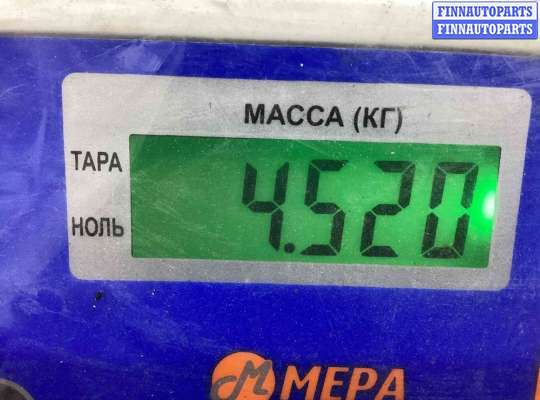 FINNAUTOPARTS
FINNAUTOPARTS
МАССА (КГ)
ТАРА
4.520
НОЛЬ
М МЕРА